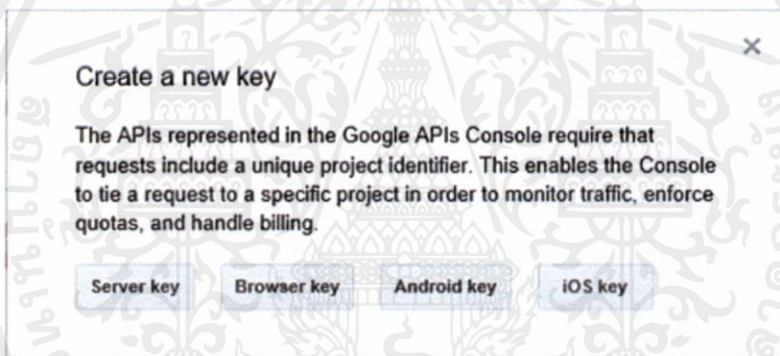 Create a new key
The APIs represented in the Google APIs Console require that
requests include a unique project identifier. This enables the Console
to tie a request to a specific project in order to monitor traffic, enforce
quotas, and handle billing.
Server key Browser key Android key iOS key